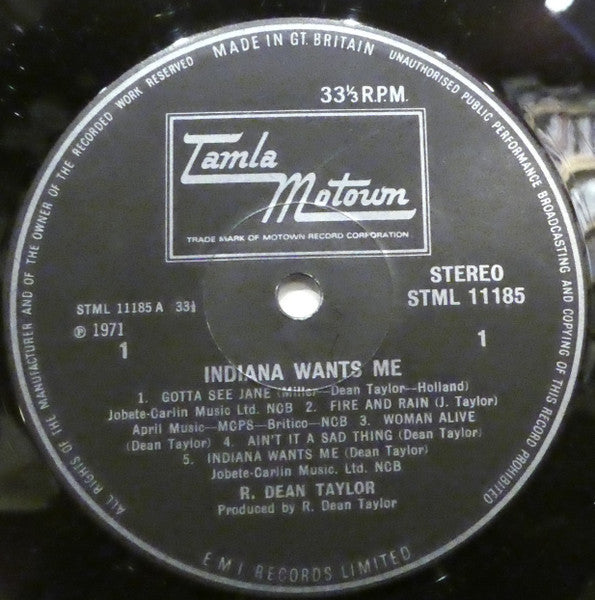 MADE IN GT. BRITAIN
UNAUTHORISED PUBLIC PERFORMANCE BROADCASTING AND COPYING OF THIS RECORD PROHIBITED
ALL RIGHTS OF THE MANUFACTURER AND OF THE OWNER OF THE RECORDED WORK RESERVED
33⅓ R.P.M.
Tamla
Motown
TRADE MARK OF MOTOWN RECORD CORPORATION
STEREO
STML 11185
STML 11185 A 33⅓
℗ 1971
1
1
INDIANA WANTS ME
1. GOTTA SEE JANE (Miller—Dean Taylor—Holland)
Jobete-Carlin Music Ltd. NCB 2. FIRE AND RAIN (J. Taylor)
April Music—MCPS—Britico—NCB 3. WOMAN ALIVE
(Dean Taylor) 4. AIN'T IT A SAD THING (Dean Taylor)
5. INDIANA WANTS ME (Dean Taylor)
Jobete-Carlin Music. Ltd. NCB
R. DEAN TAYLOR
Produced by R. Dean Taylor
EMI RECORDS LIMITED